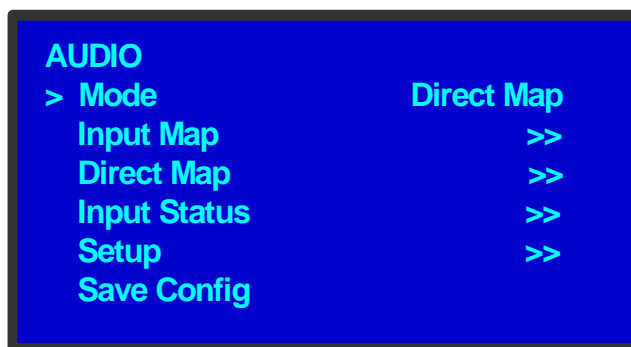 AUDIO
> Mode Direct Map
Input Map >>
Direct Map >>
Input Status >>
Setup >>
Save Config